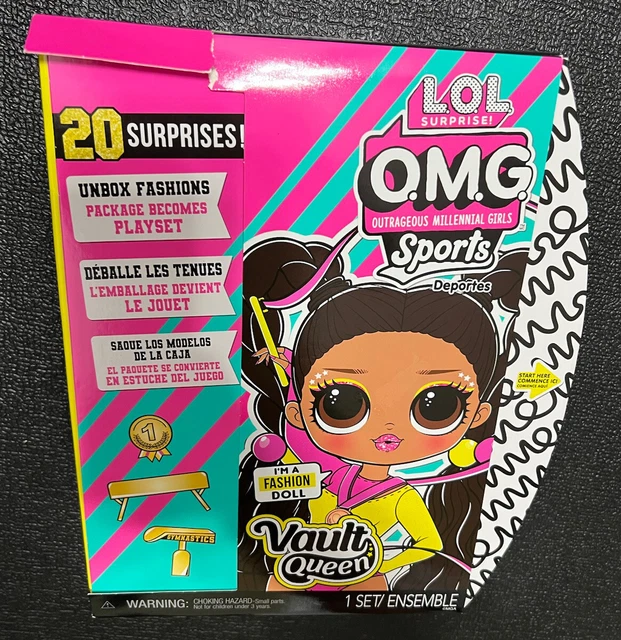 20 SURPRISES!
UNBOX FASHIONS
PACKAGE BECOMES
PLAYSET
DÉBALLE LES TENUES
L'EMBALLAGE DEVIENT
LE JOUET
SAQUE LOS MODELOS
DE LA CAJA
EL PAQUETE SE CONVIERTE
EN ESTUCHE DEL JUEGO
1
GYMNASTICS
L.O.L
SURPRISE!
O.M.G.
OUTRAGEOUS MILLENNIAL GIRLS
Sports
Deportes
START HERE
COMMENCE ICI
COMIENCE AQUÍ
I'M A
FASHION
DOLL
Vault
Queen
WARNING: CHOKING HAZARD-Small parts.
Not for children under 3 years.
1 SET/ ENSEMBLE
©MGA